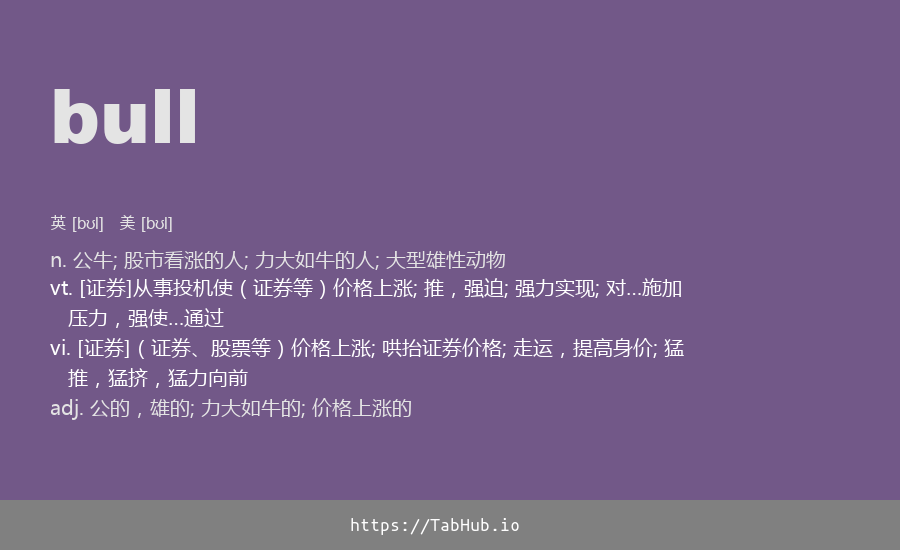 bull
英 [bʊl] 美 [bʊl]
n. 公牛; 股市看涨的人; 力大如牛的人; 大型雄性动物
vt. [证券]从事投机使（证券等）价格上涨; 推，强迫; 强力实现; 对…施加
压力，强使…通过
vi. [证券]（证券、股票等）价格上涨; 哄抬证券价格; 走运，提高身价; 猛
推，猛挤，猛力向前
adj. 公的，雄的; 力大如牛的; 价格上涨的
https://TabHub.io